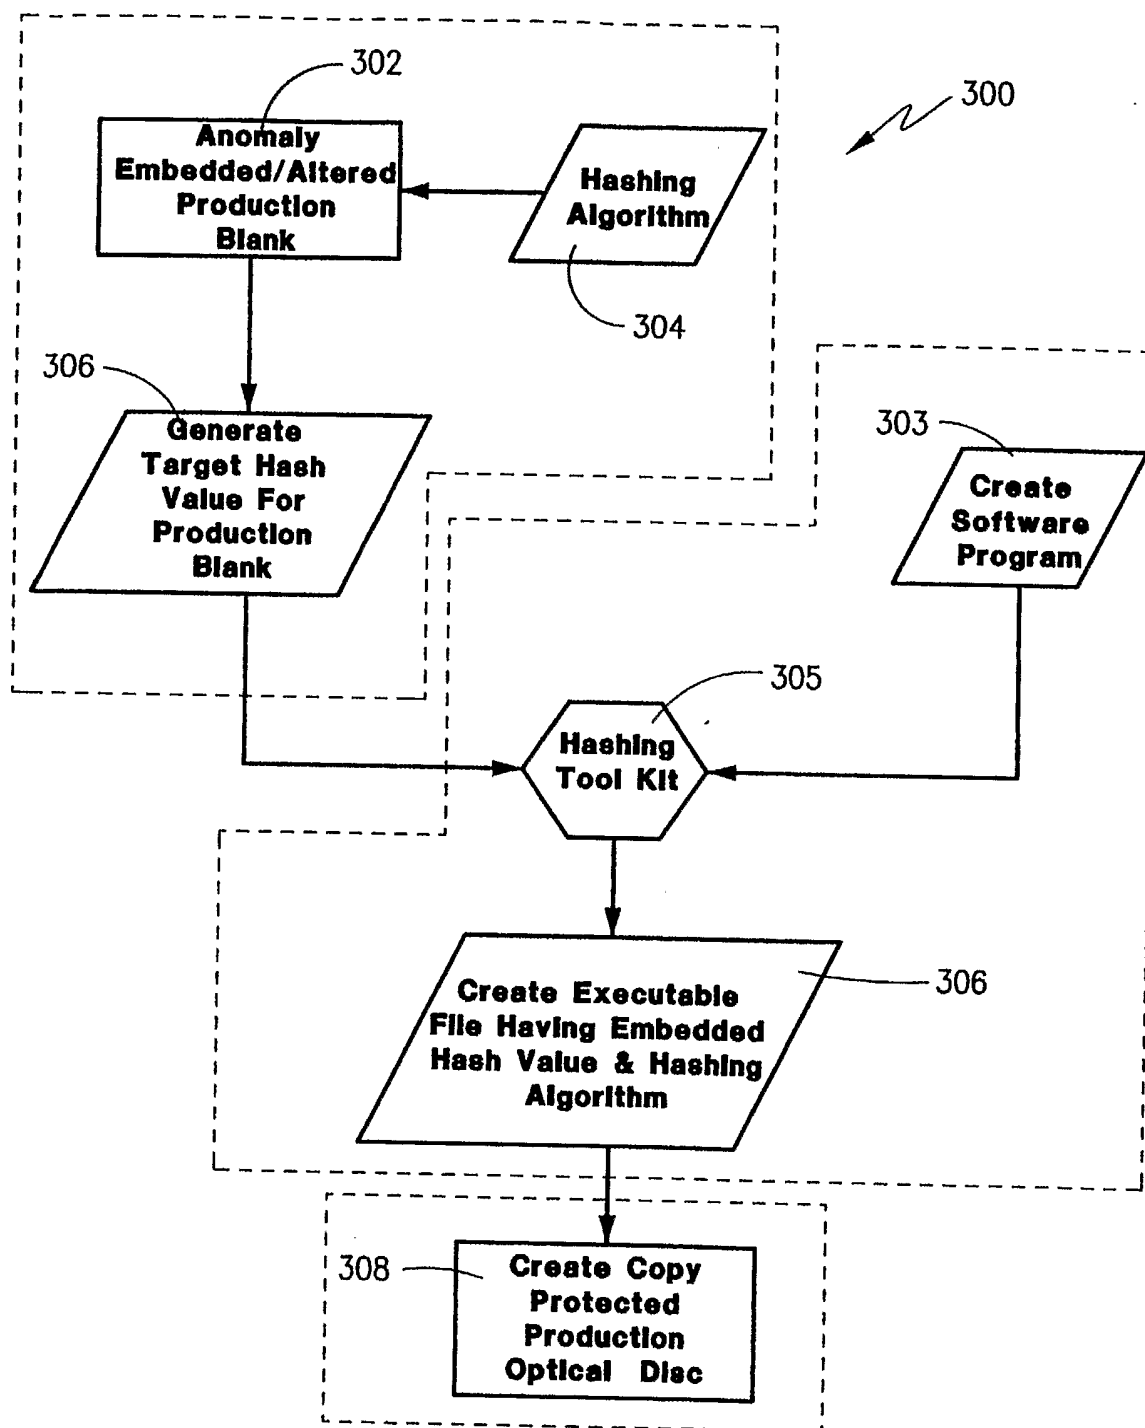 302
300
Anomaly
Embedded/Altered
Production
Blank
Hashing
Algorithm
304
306
Generate
Target Hash
Value For
Production
Blank
303
Create
Software
Program
305
Hashing
Tool Kit
306
Create Executable
File Having Embedded
Hash Value & Hashing
Algorithm
308
Create Copy
Protected
Production
Optical Disc